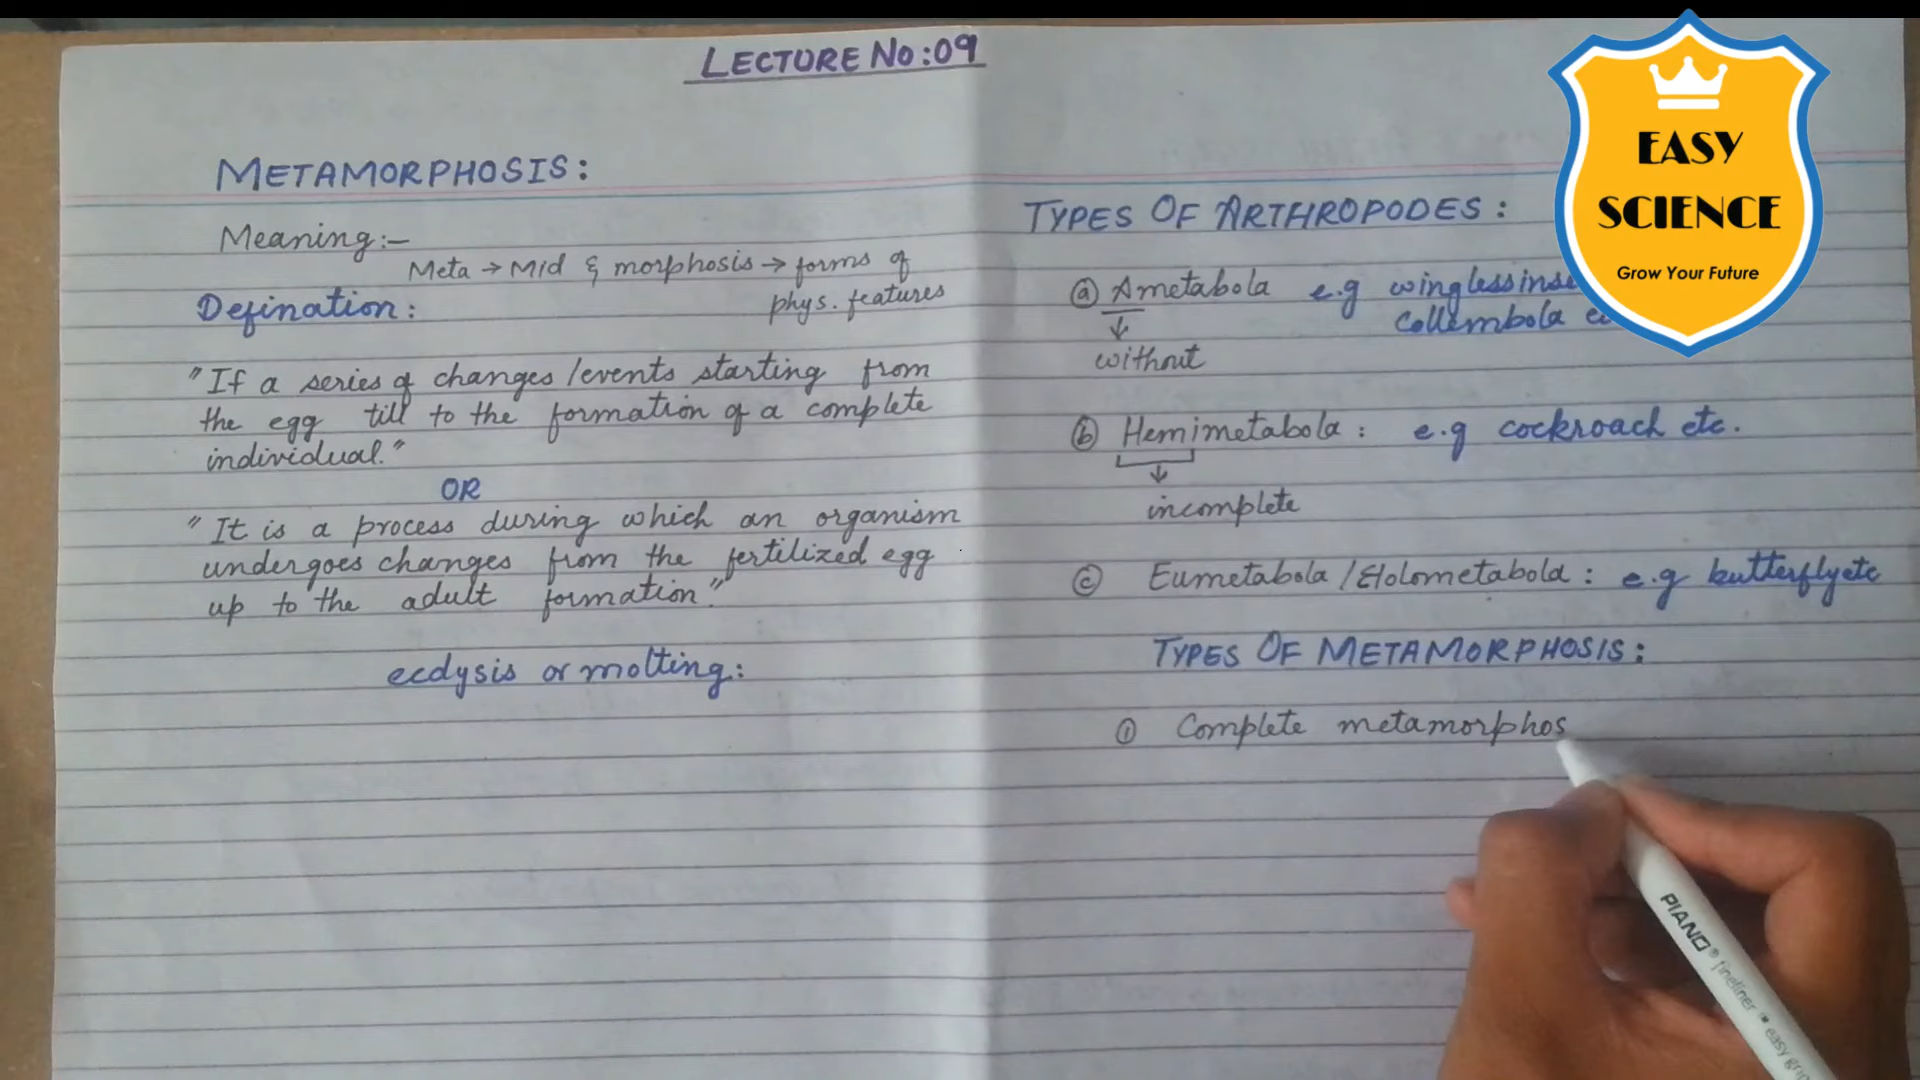 LECTURE No:09
METAMORPHOSIS:
Meaning:-
Meta → Mid & morphosis → forms of
phys. features
Defination:
"If a series of changes/events starting from
the egg till to the formation of a complete
individual."
OR
"It is a process during which an organism
undergoes changes from the fertilized egg
up to the adult formation"
ecdysis or molting:
TYPES OF ARTHROPODES:
(a) Ametabola e.g wingless
Collembola
↓
without
(b) Hemimetabola: e.g cockroach etc.
↓
incomplete
(c) Eumetabola/Holometabola: e.g butterfly etc
TYPES OF METAMORPHOSIS:
(1) Complete metamorphos
EASY
SCIENCE
Grow Your Future
PIANO® fineliner easy grip